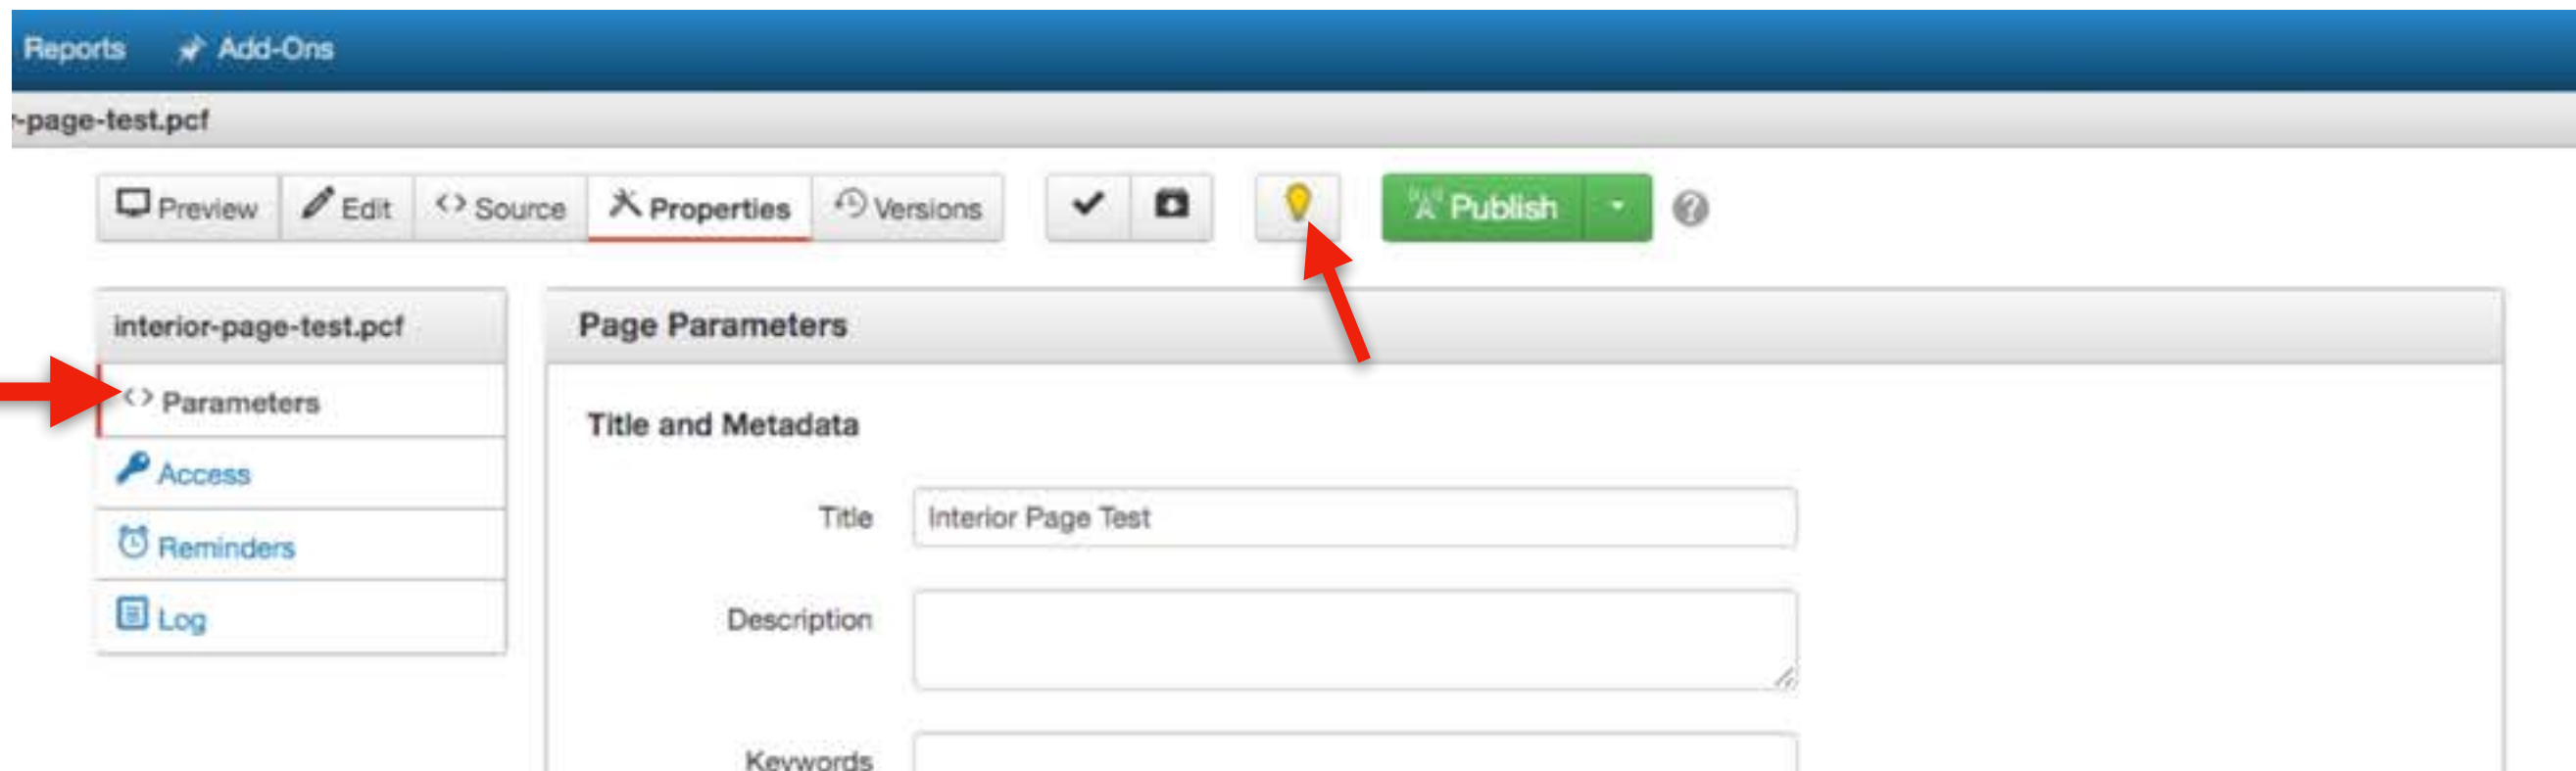 Reports Add-Ons
-page-test.pcf
Preview Edit Source Properties Versions Publish
interior-page-test.pcf
Page Parameters
Parameters
Title and Metadata
Access
Title Interior Page Test
Reminders
Description
Log
Keywords